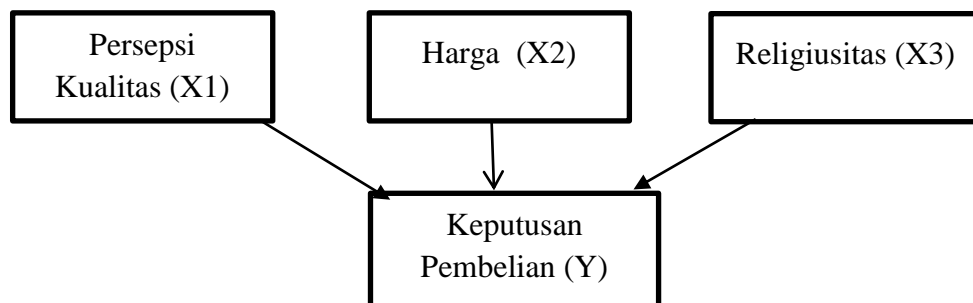 Persepsi
Kualitas (X1)
Harga (X2)
Religiusitas (X3)
Keputusan
Pembelian (Y)